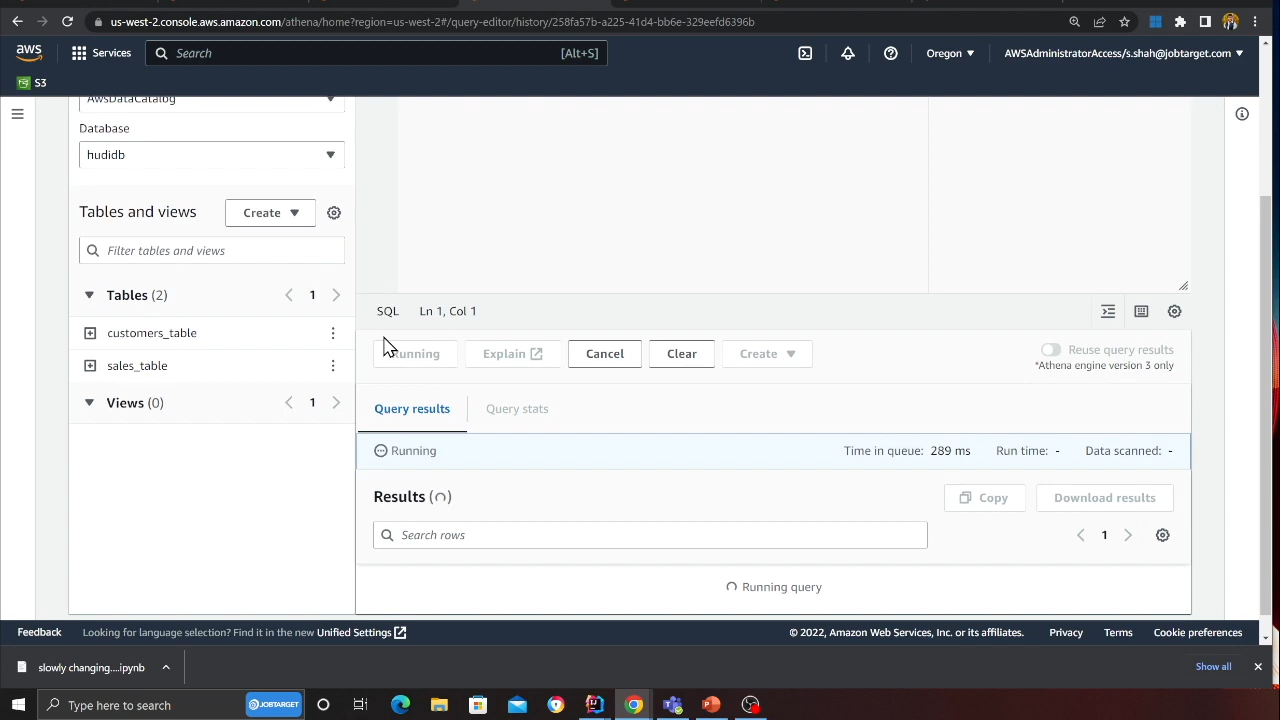 us-west-2.console.aws.amazon.com/athena/home?region=us-west-2#/query-editor/history/258fa57b-a225-41d4-bb6e-329eefd6396b
aws Services Search [Alt+S] Oregon AWSAdministratorAccess/s.shah@jobtarget.com
S3
AwsDataCatalog
Database
hudidb
Tables and views Create
Filter tables and views
Tables (2) 1
customers_table
sales_table
Views (0) 1
SQL Ln 1, Col 1
Running Explain Cancel Clear Create Reuse query results
*Athena engine version 3 only
Query results Query stats
Running Time in queue: 289 ms Run time: - Data scanned: -
Results Copy Download results
Search rows 1
Running query
Feedback Looking for language selection? Find it in the new Unified Settings © 2022, Amazon Web Services, Inc. or its affiliates. Privacy Terms Cookie preferences
slowly changing....ipynb Show all
Type here to search JOBTARGET